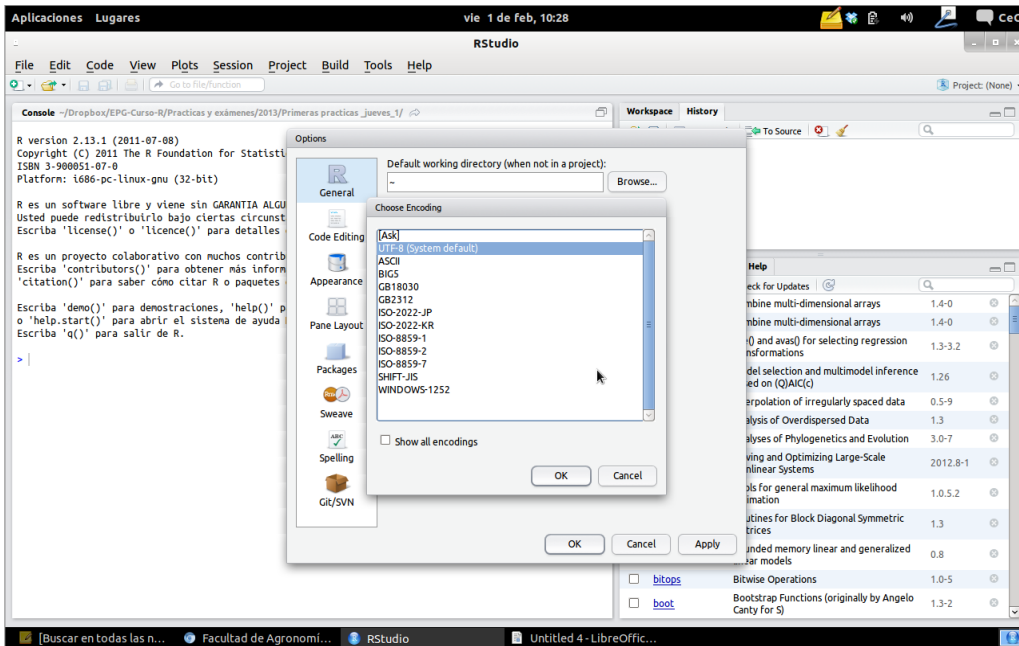 Aplicaciones Lugares
vie 1 de feb, 10:28
CeC
RStudio
File Edit Code View Plots Session Project Build Tools Help
Go to file/function
Project: (None)
Console ~/Dropbox/EPG-Curso-R/Practicas y exámenes/2013/Primeras practicas _jueves_1/
R version 2.13.1 (2011-07-08)
Copyright (C) 2011 The R Foundation for Statisti
ISBN 3-900051-07-0
Platform: i686-pc-linux-gnu (32-bit)
R es un software libre y viene sin GARANTIA ALGU
Usted puede redistribuirlo bajo ciertas circunst
Escriba 'license()' o 'licence()' para detalles
R es un proyecto colaborativo con muchos contrib
Escriba 'contributors()' para obtener más inform
'citation()' para saber cómo citar R o paquetes
Escriba 'demo()' para demostraciones, 'help()' p
o 'help.start()' para abrir el sistema de ayuda
Escriba 'q()' para salir de R.
>
Options
General
Code Editing
Appearance
Pane Layout
Packages
Sweave
ABC
Spelling
Git/SVN
Default working directory (when not in a project):
~
Browse...
Choose Encoding
[Ask]
UTF-8 (System default)
ASCII
BIG5
GB18030
GB2312
ISO-2022-JP
ISO-2022-KR
ISO-8859-1
ISO-8859-2
ISO-8859-7
SHIFT-JIS
WINDOWS-1252
Show all encodings
OK Cancel
OK Cancel Apply
Workspace History
To Source
Help
eck for Updates
mbine multi-dimensional arrays 1.4-0
mbine multi-dimensional arrays 1.4-0
() and avas() for selecting regression
nsformations 1.3-3.2
del selection and multimodel inference
sed on (Q)AIC(c) 1.26
erpolation of irregularly spaced data 0.5-9
alysis of Overdispersed Data 1.3
alyses of Phylogenetics and Evolution 3.0-7
ving and Optimizing Large-Scale
nlinear Systems 2012.8-1
ols for general maximum likelihood
imation 1.0.5.2
utines for Block Diagonal Symmetric
trices 1.3
unded memory linear and generalized
ear models 0.8
bitops Bitwise Operations 1.0-5
boot Bootstrap Functions (originally by Angelo
Canty for S) 1.3-2
[Buscar en todas las n... Facultad de Agronomí... RStudio Untitled 4 - LibreOffic...